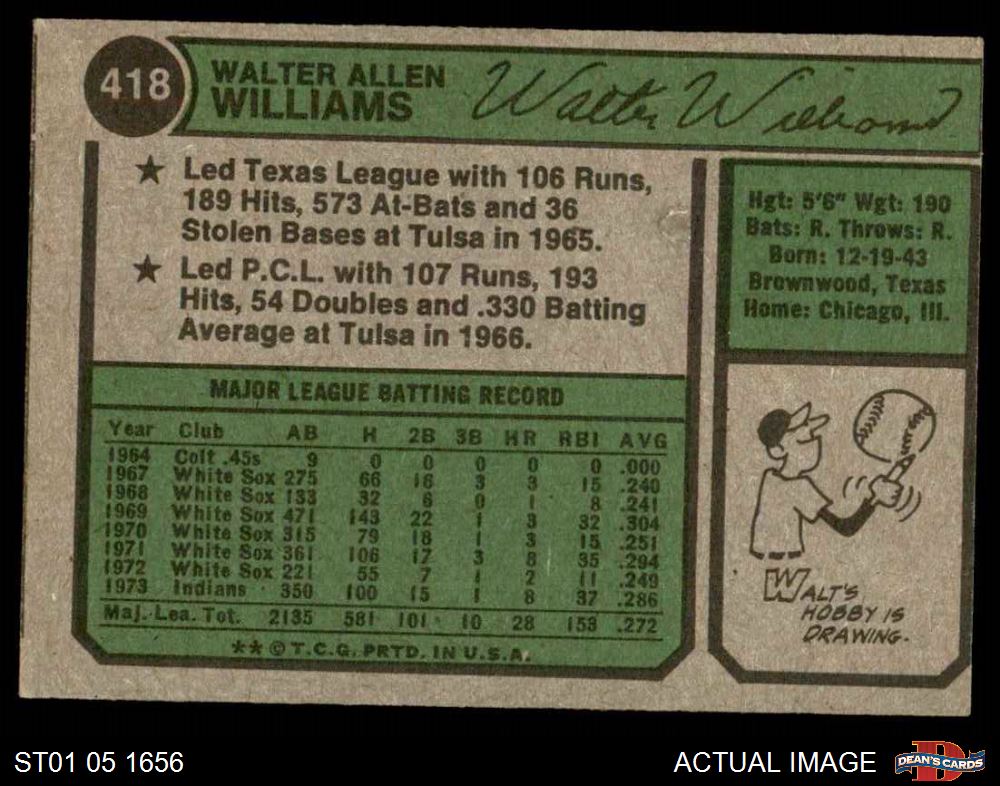 418
WALTER ALLEN
WILLIAMS
Walter Williams
★ Led Texas League with 106 Runs,
189 Hits, 573 At-Bats and 36
Stolen Bases at Tulsa in 1965.
★ Led P.C.L. with 107 Runs, 193
Hits, 54 Doubles and .330 Batting
Average at Tulsa in 1966.
Hgt: 5'6" Wgt: 190
Bats: R. Throws: R.
Born: 12-19-43
Brownwood, Texas
Home: Chicago, Ill.
MAJOR LEAGUE BATTING RECORD
Year Club AB H 2B 3B HR RBI AVG
1964 Colt .45s 9 0 0 0 0 0 .000
1967 White Sox 275 66 16 3 3 15 .240
1968 White Sox 133 32 6 0 1 8 .241
1969 White Sox 471 143 22 1 3 32 .304
1970 White Sox 315 79 18 1 3 15 .251
1971 White Sox 361 106 17 3 8 35 .294
1972 White Sox 221 55 7 1 2 11 .249
1973 Indians 350 100 15 1 8 37 .286
Maj. Lea. Tot. 2135 581 101 10 28 153 .272
** © T.C.G. PRTD. IN U.S.A.
WALT'S
HOBBY IS
DRAWING.
ST01 05 1656
ACTUAL IMAGE
D
DEAN'S CARDS